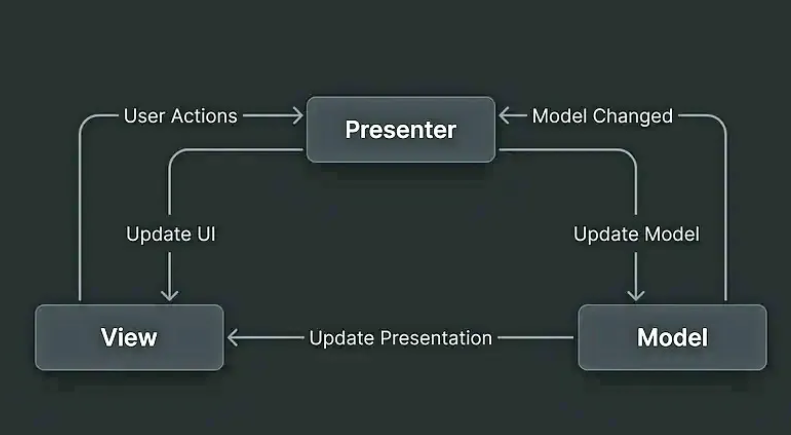 User Actions
Presenter
Model Changed
Update UI
Update Model
View
Update Presentation
Model